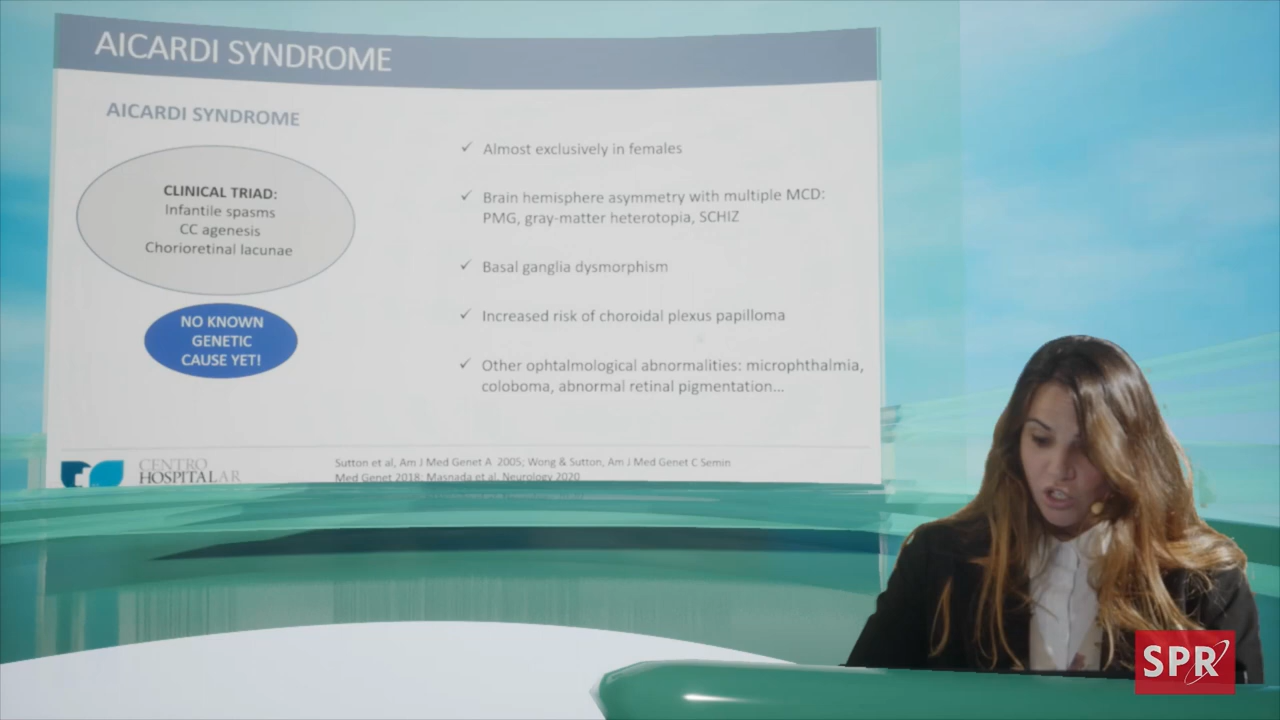 AICARDI SYNDROME
AICARDI SYNDROME
CLINICAL TRIAD:
Infantile spasms
CC agenesis
Chorioretinal lacunae
NO KNOWN
GENETIC
CAUSE YET!
✓ Almost exclusively in females
✓ Brain hemisphere asymmetry with multiple MCD:
PMG, gray-matter heterotopia, SCHIZ
✓ Basal ganglia dysmorphism
✓ Increased risk of choroidal plexus papilloma
✓ Other ophtalmological abnormalities: microphthalmia,
coloboma, abnormal retinal pigmentation...
CENTRO
HOSPITALAR
Sutton et al, Am J Med Genet A 2005; Wong & Sutton, Am J Med Genet C Semin
Med Genet 2018; Masnada et al. Neurology 2020
SPR